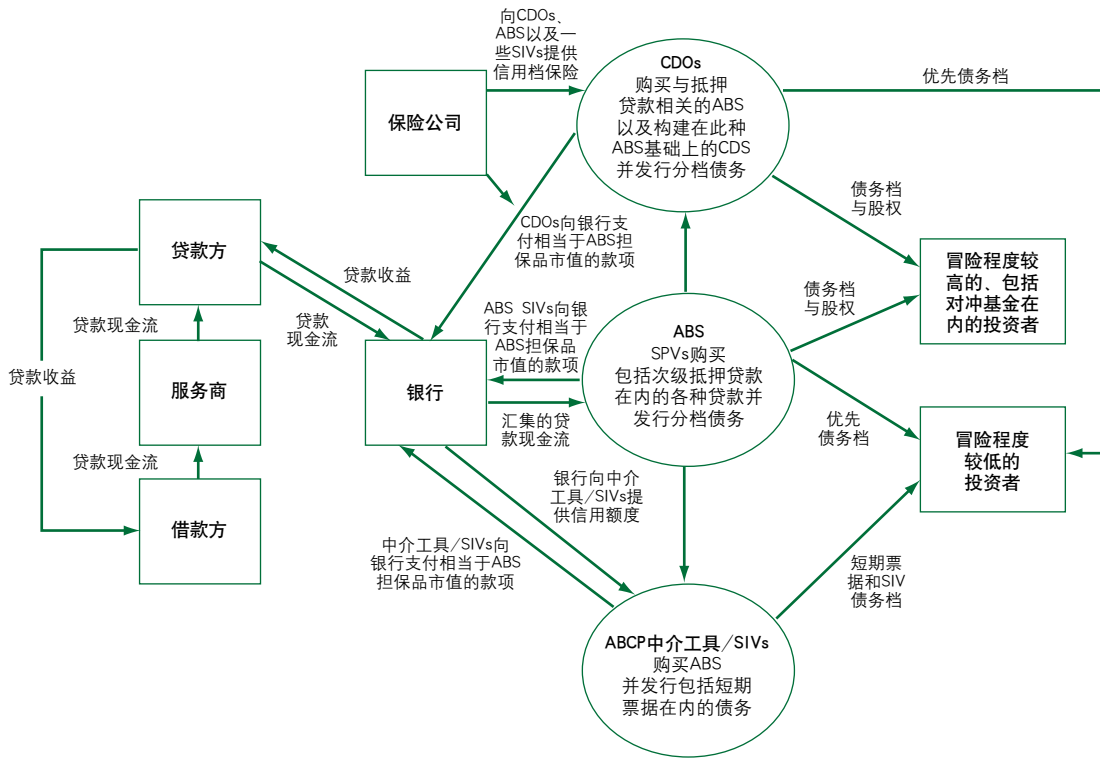 向CDOs、
ABS以及一
些SIVs提供
信用档保险
保险公司
CDOs
购买与抵押
贷款相关的ABS
以及构建在此种
ABS基础上的CDS
并发行分档债务
优先债务档
债务档
与股权
CDOs向银行支
付相当于ABS担
保品市值的款项
贷款方
贷款收益
贷款
现金流
贷款现金流
贷款收益
服务商
贷款现金流
借款方
银行
ABS SIVs向银
行支付相当于
ABS担保品
市值的款项
汇集的贷
款现金流
ABS
SPVs购买
包括次级抵押贷款
在内的各种贷款并
发行分档债务
债务档
与股权
冒险程度较
高的、包括
对冲基金在
内的投资者
优先
债务档
冒险程度
较低的
投资者
银行向中介
工具/SIVs提
供信用额度
中介工具/SIVs向
银行支付相当于ABS
担保品市值的款项
短期票
据和SIV
债务档
ABCP中介工具/SIVs
购买ABS
并发行包括短期
票据在内的债务